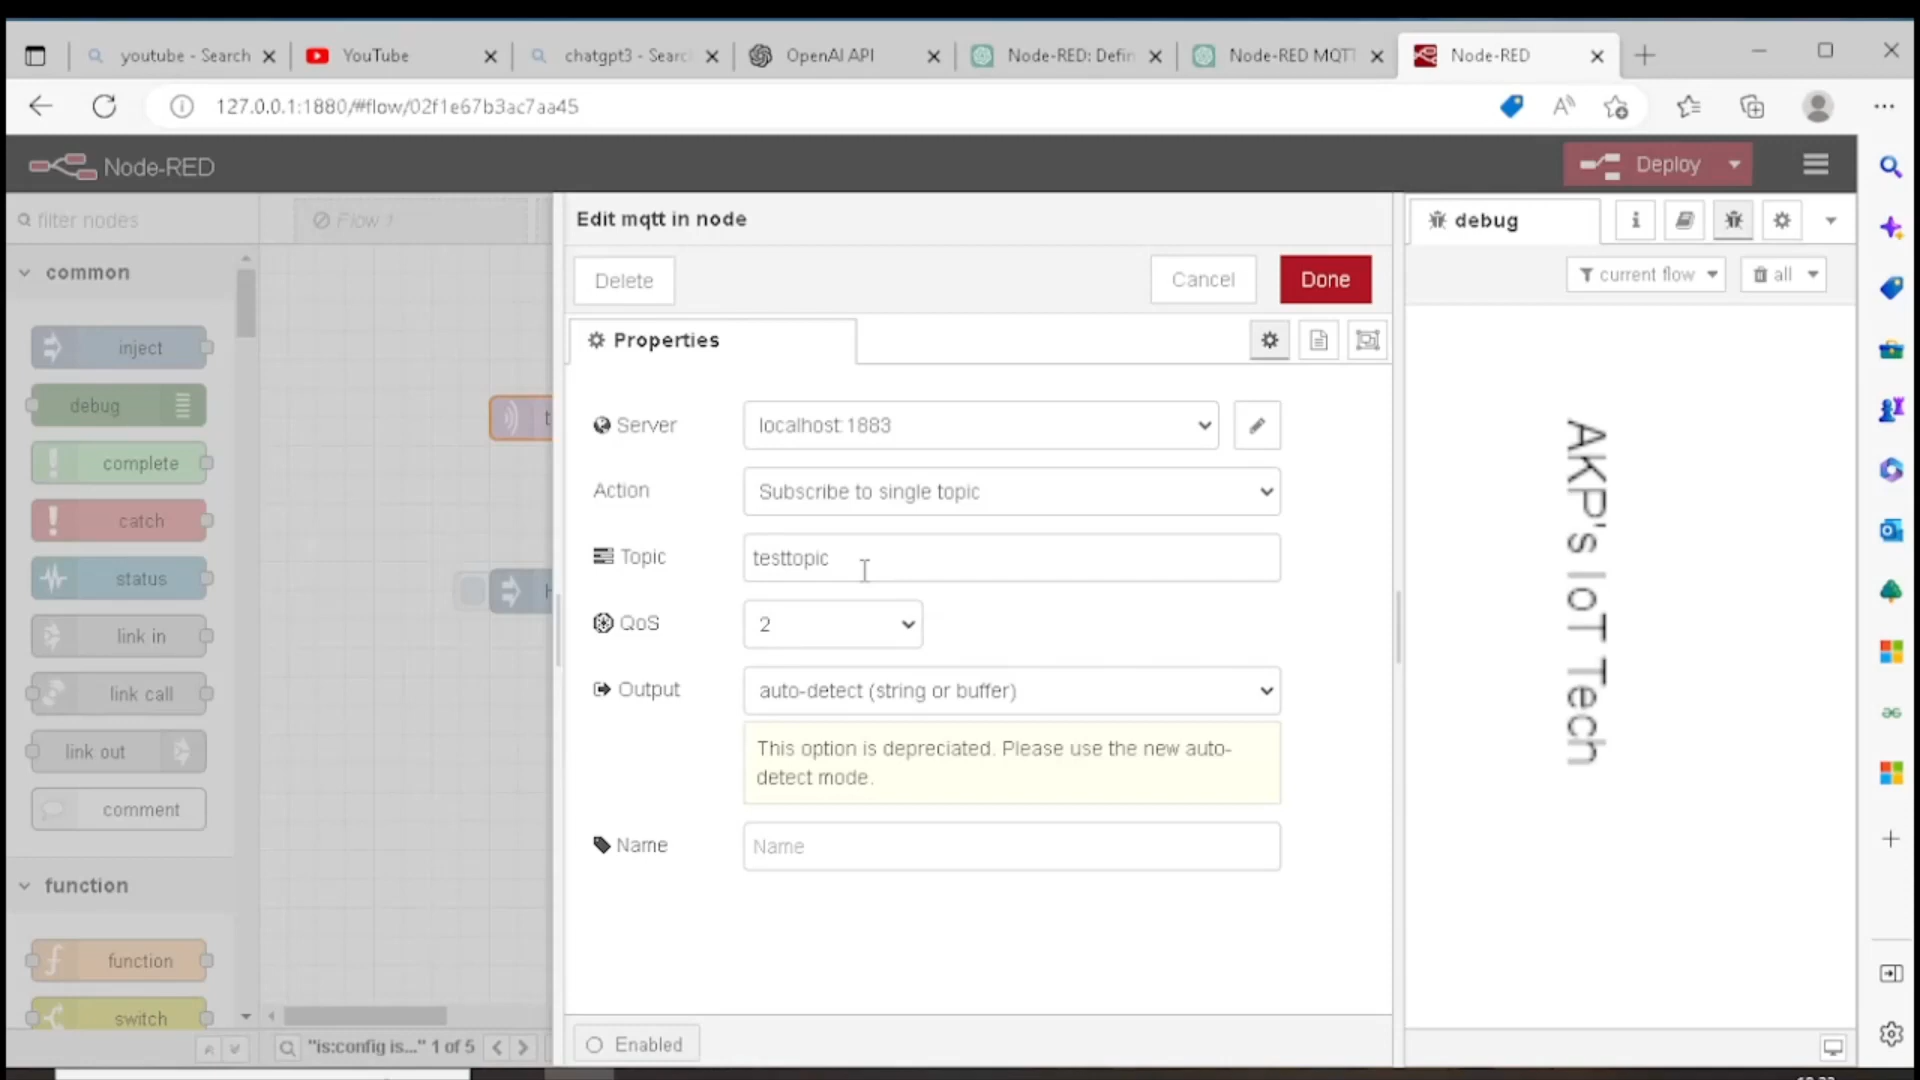 youtube - Search
YouTube
chatgpt3 - Searc
OpenAI API
Node-RED: Defin
Node-RED MQTT
Node-RED
127.0.0.1:1880/#flow/02f1e67b3ac7aa45
Node-RED
Deploy
filter nodes
Flow 1
Edit mqtt in node
debug
Delete
Cancel
Done
current flow
all
common
Properties
inject
debug
complete
catch
status
link in
link call
link out
comment
function
function
switch
Server
localhost:1883
Action
Subscribe to single topic
Topic
testtopic
QoS
2
Output
auto-detect (string or buffer)
This option is depreciated. Please use the new auto-
detect mode.
Name
Name
AKP's IoT Tech
"is:config is..." 1 of 5
Enabled